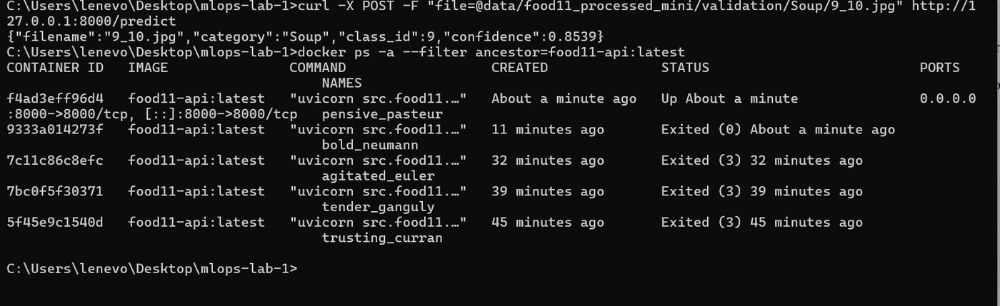 C:\Users\lenevo\Desktop\mlops-lab-1>curl -X POST -F "file=@data/food11_processed_mini/validation/Soup/9_10.jpg" http://1
27.0.0.1:8000/predict
{"filename":"9_10.jpg","category":"Soup","class_id":9,"confidence":0.8539}
C:\Users\lenevo\Desktop\mlops-lab-1>docker ps -a --filter ancestor=food11-api:latest
CONTAINER ID   IMAGE               COMMAND                  CREATED              STATUS                          PORTS
                                       NAMES
f4ad3eff96d4   food11-api:latest   "uvicorn src.food11.…"   About a minute ago   Up About a minute               0.0.0.0
:8000->8000/tcp, [::]:8000->8000/tcp   pensive_pasteur
9333a014273f   food11-api:latest   "uvicorn src.food11.…"   11 minutes ago       Exited (0) About a minute ago
                                       bold_neumann
7c11c86c8efc   food11-api:latest   "uvicorn src.food11.…"   32 minutes ago       Exited (3) 32 minutes ago
                                       agitated_euler
7bc0f5f30371   food11-api:latest   "uvicorn src.food11.…"   39 minutes ago       Exited (3) 39 minutes ago
                                       tender_ganguly
5f45e9c1540d   food11-api:latest   "uvicorn src.food11.…"   45 minutes ago       Exited (3) 45 minutes ago
                                       trusting_curran
C:\Users\lenevo\Desktop\mlops-lab-1>